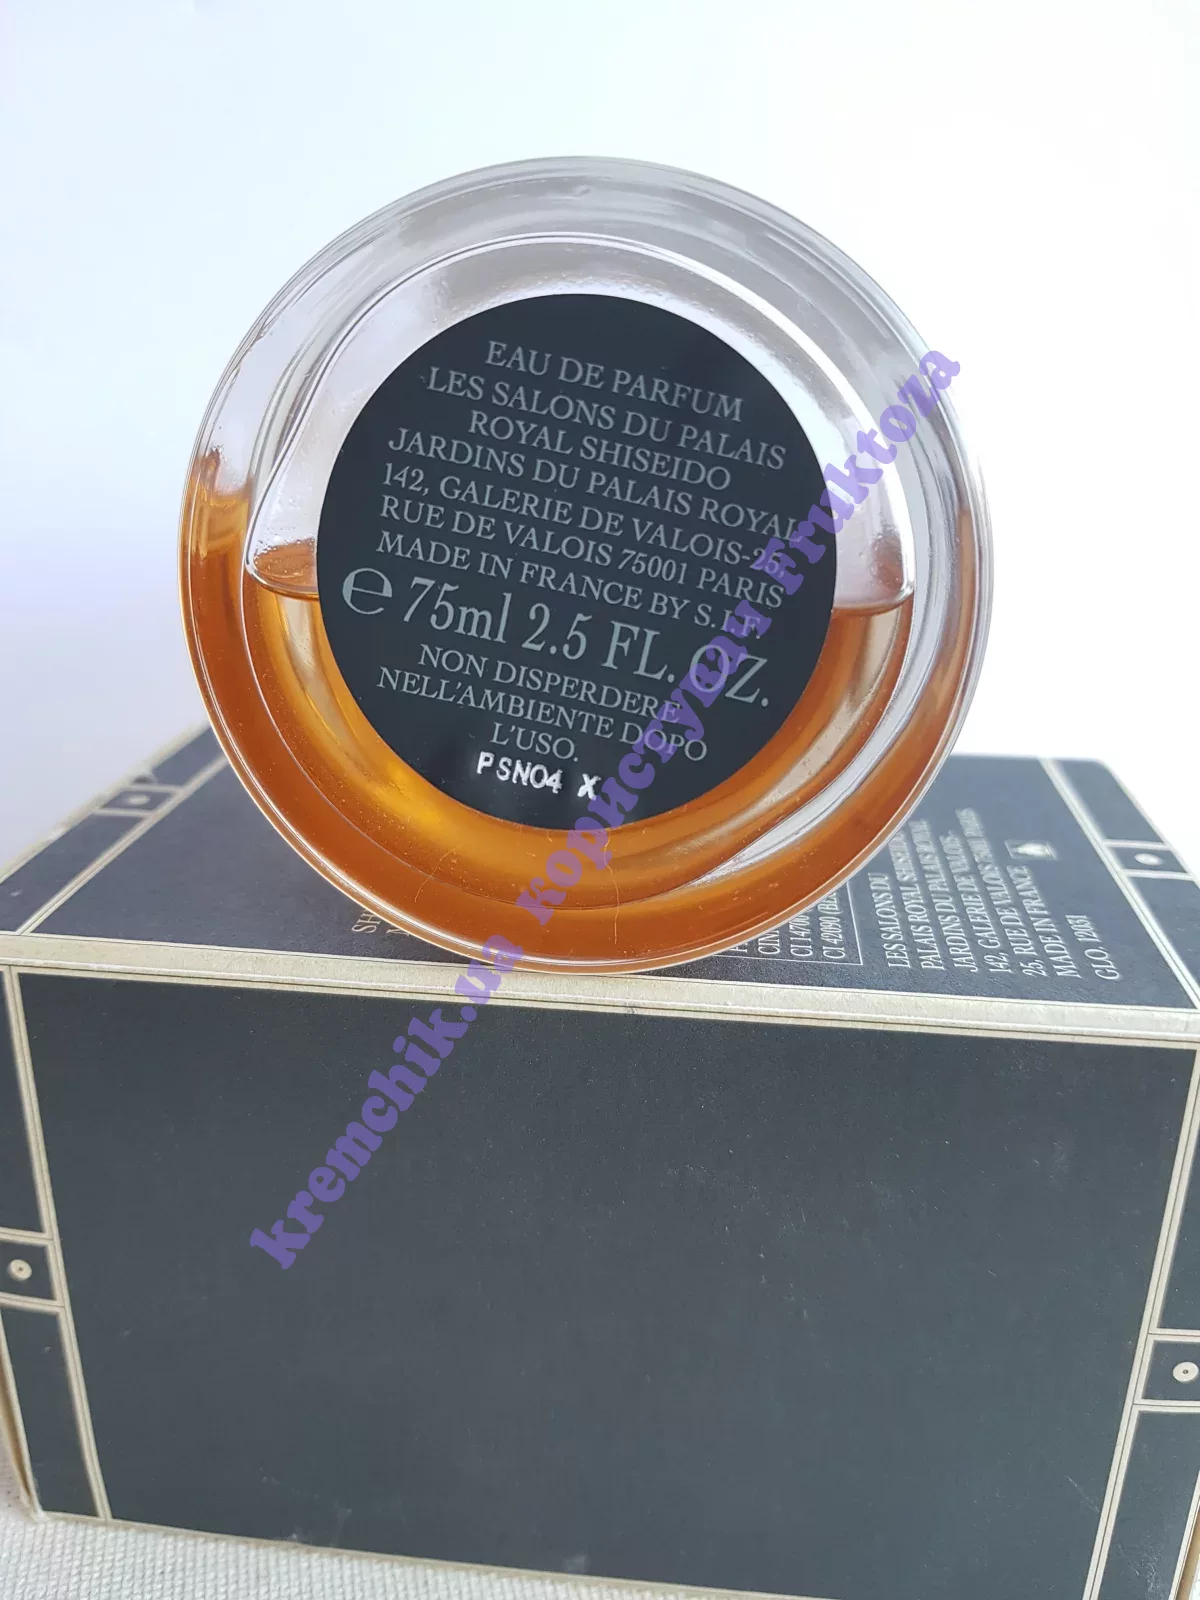 EAU DE PARFUM
LES SALONS DU PALAIS
ROYAL SHISEIDO
JARDINS DU PALAIS ROYAL
142, GALERIE DE VALOIS-25,
RUE DE VALOIS 75001 PARIS
MADE IN FRANCE BY S.I.F.
e 75ml 2.5 FL. OZ.
NON DISPERDERE
NELL'AMBIENTE DOPO
L'USO.
PSN04 X
kremchik.ua користувач Fruktoza
LES SALONS DU
PALAIS ROYAL SHISEIDO
JARDINS DU PALAIS ROYAL
142, GALERIE DE VALOIS-
25, RUE DE VALOIS 75001 PARIS
MADE IN FRANCE
GLO. 12031